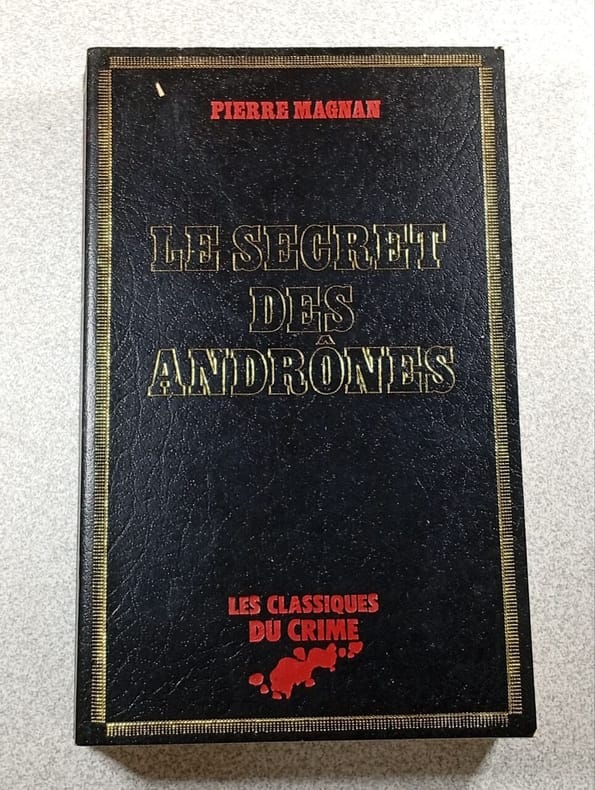 PIERRE MAGNAN
LE SECRET
DES
ANDRÔNES
LES CLASSIQUES
DU CRIME